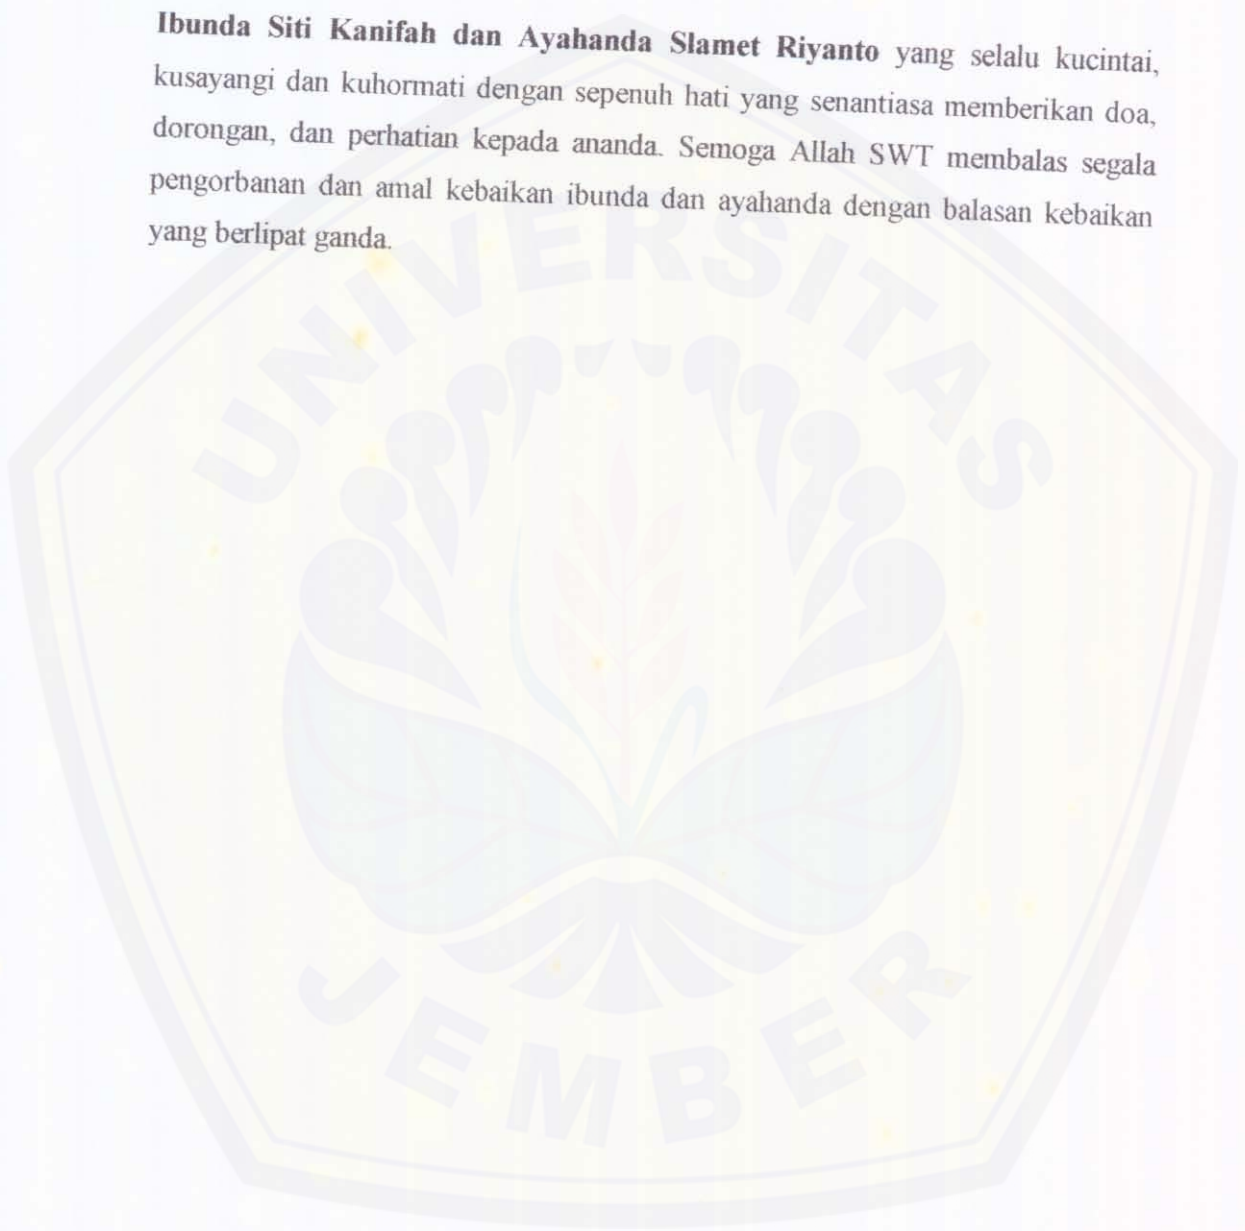 Ibunda Siti Kanifah dan Ayahanda Slamet Riyanto yang selalu kucintai,
kusayangi dan kuhormati dengan sepenuh hati yang senantiasa memberikan doa,
dorongan, dan perhatian kepada ananda. Semoga Allah SWT membalas segala
pengorbanan dan amal kebaikan ibunda dan ayahanda dengan balasan kebaikan
yang berlipat ganda.
UNIVERSITAS
JEMBER